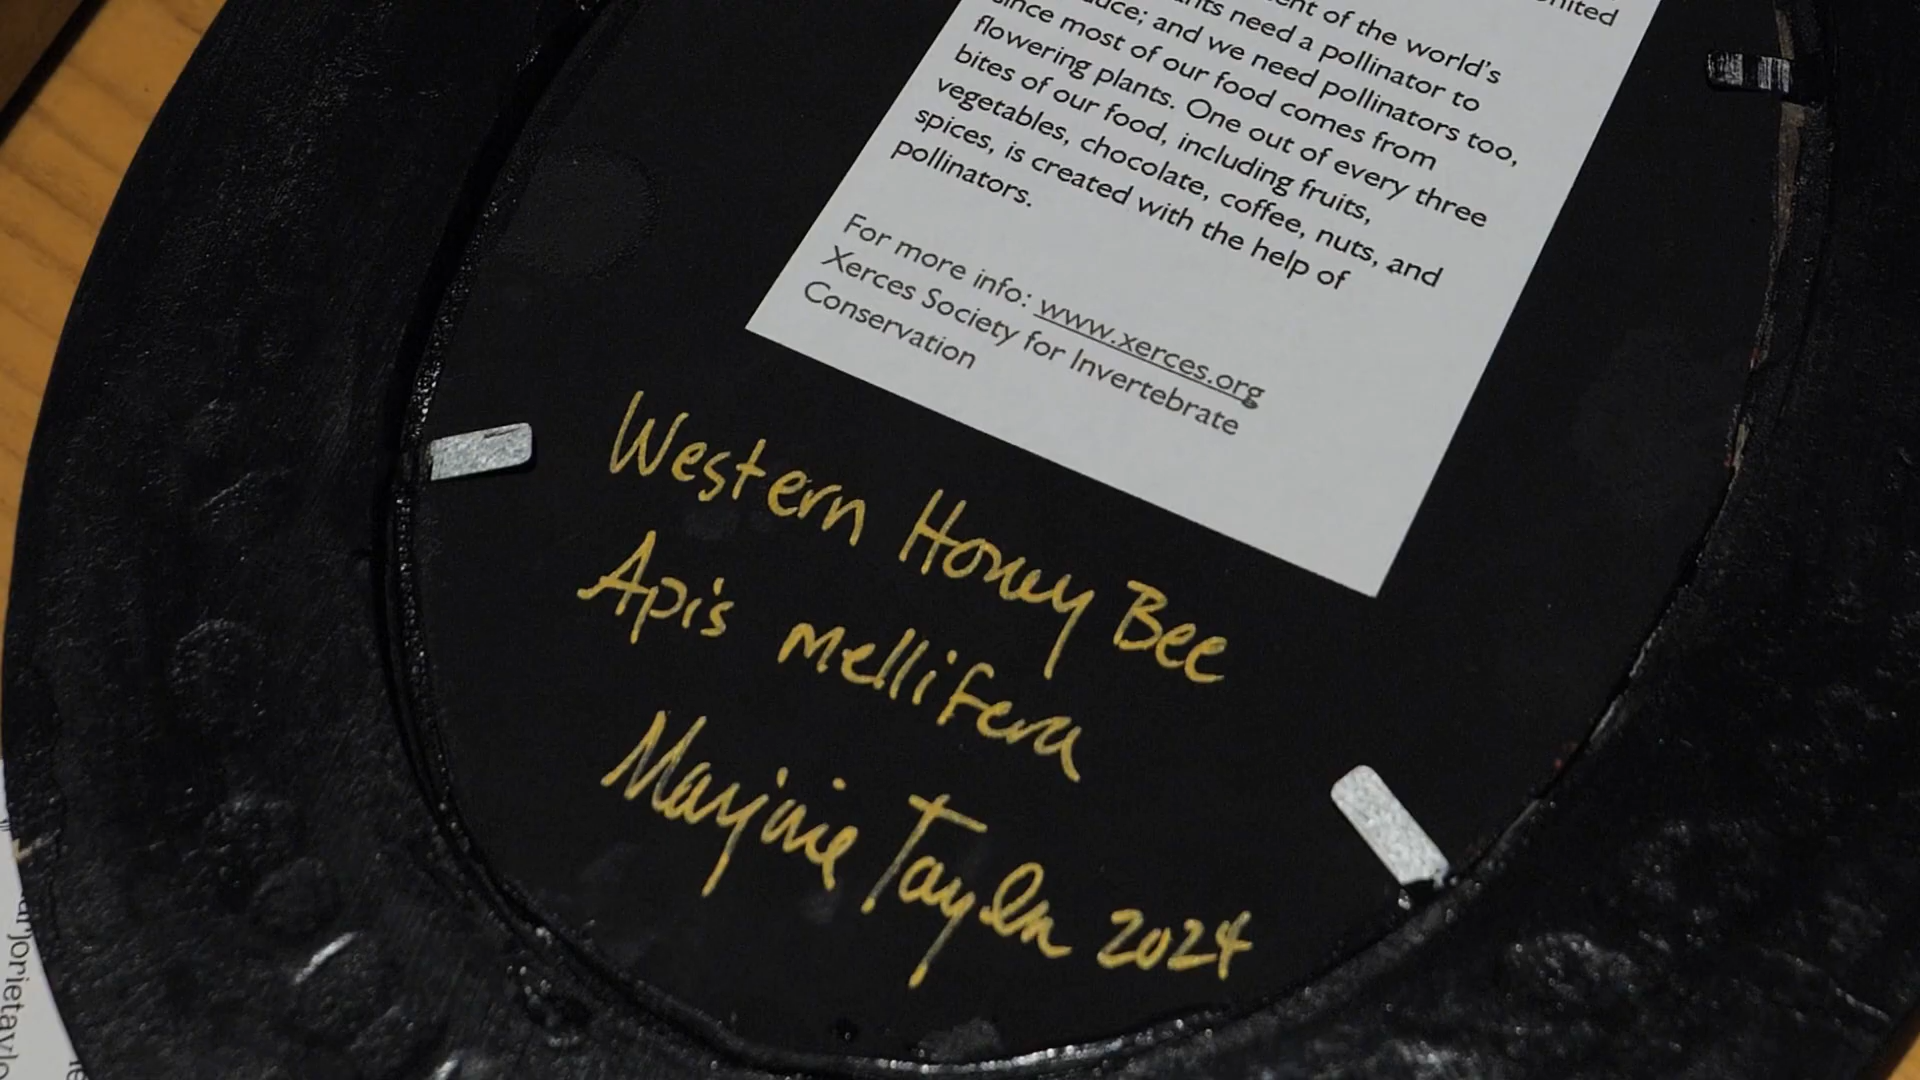 of the world's
need a pollinator to
and we need pollinators too,
since most of our food comes from
flowering plants. One out of every three
bites of our food, including fruits,
vegetables, chocolate, coffee, nuts, and
spices, is created with the help of
pollinators.
For more info: www.xerces.org
Xerces Society for Invertebrate
Conservation
Western Honey Bee
Apis mellifera
Marjorie Taylor 2024